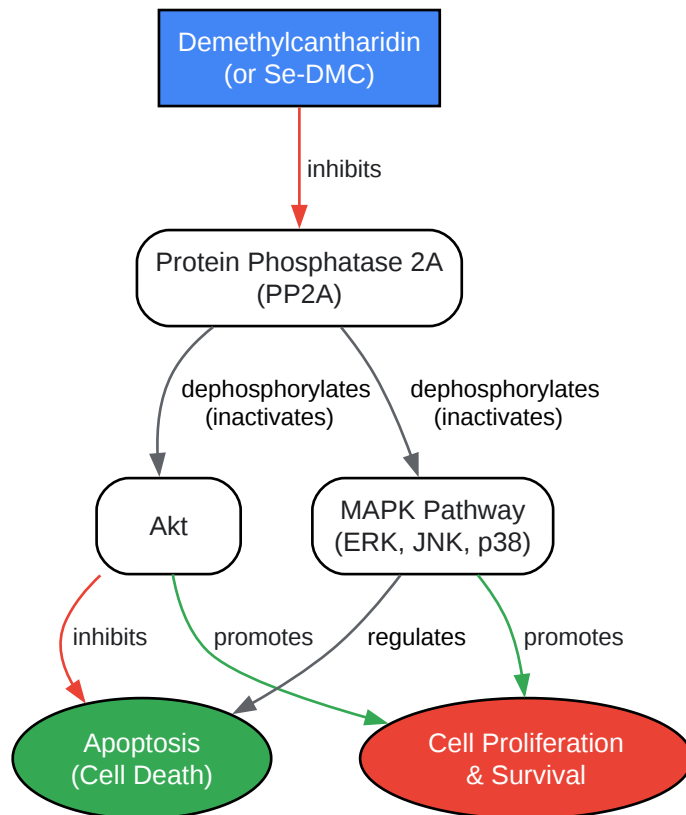 Demethylcantharidin
(or Se-DMC)
inhibits
Protein Phosphatase 2A
(PP2A)
dephosphorylates
(inactivates)
dephosphorylates
(inactivates)
Akt
MAPK Pathway
(ERK, JNK, p38)
inhibits
promotes
regulates
promotes
Apoptosis
(Cell Death)
Cell Proliferation
& Survival